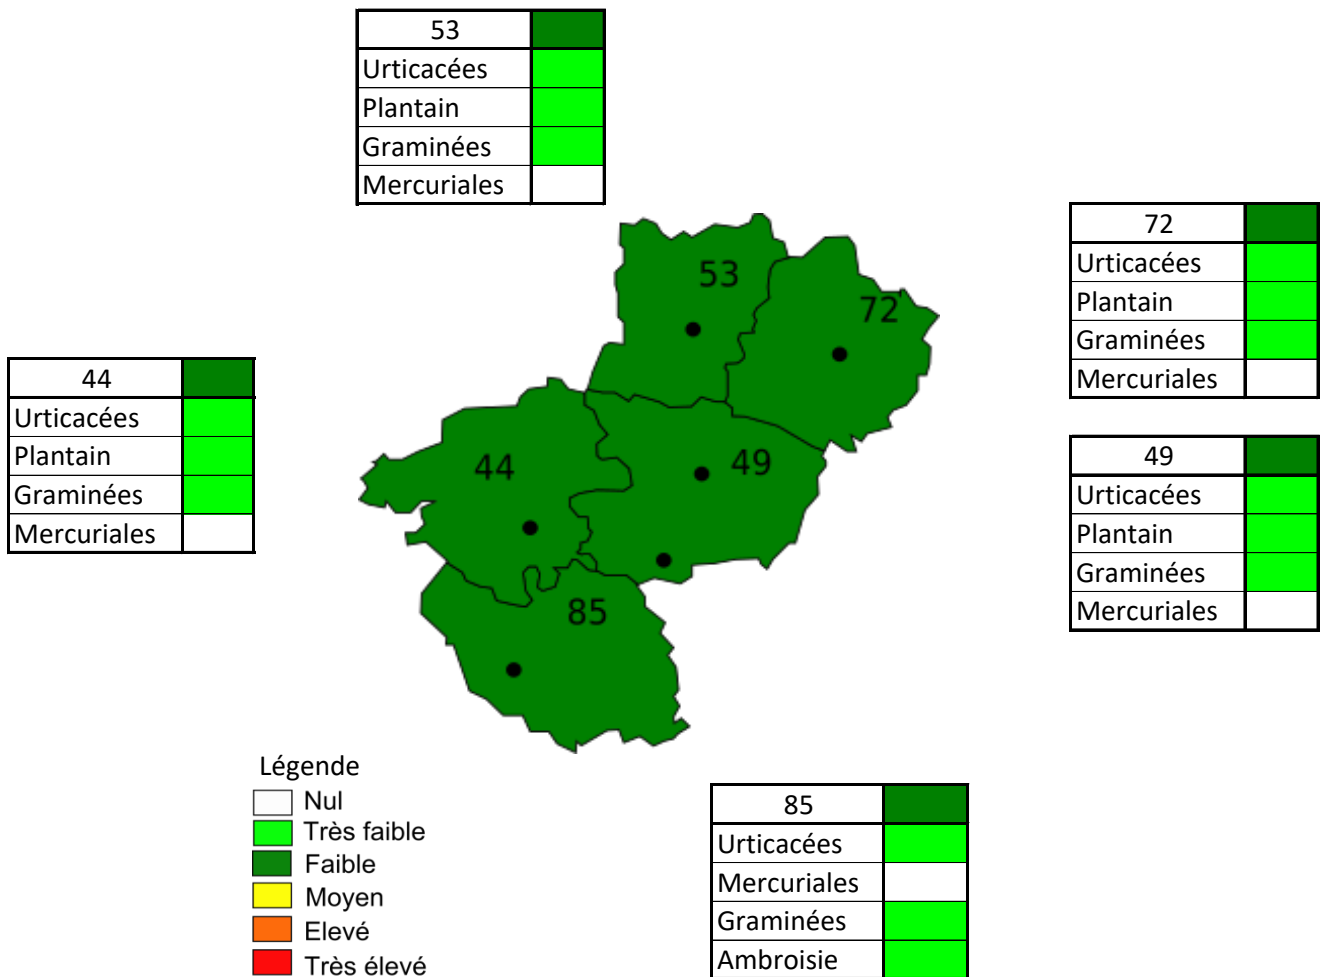 53
Urticacées
Plantain
Graminées
Mercuriales
72
Urticacées
Plantain
Graminées
Mercuriales
44
Urticacées
Plantain
Graminées
Mercuriales
49
Urticacées
Plantain
Graminées
Mercuriales
53
72
44
49
85
Légende
Nul
Très faible
Faible
Moyen
Elevé
Très élevé
85
Urticacées
Mercuriales
Graminées
Ambroisie